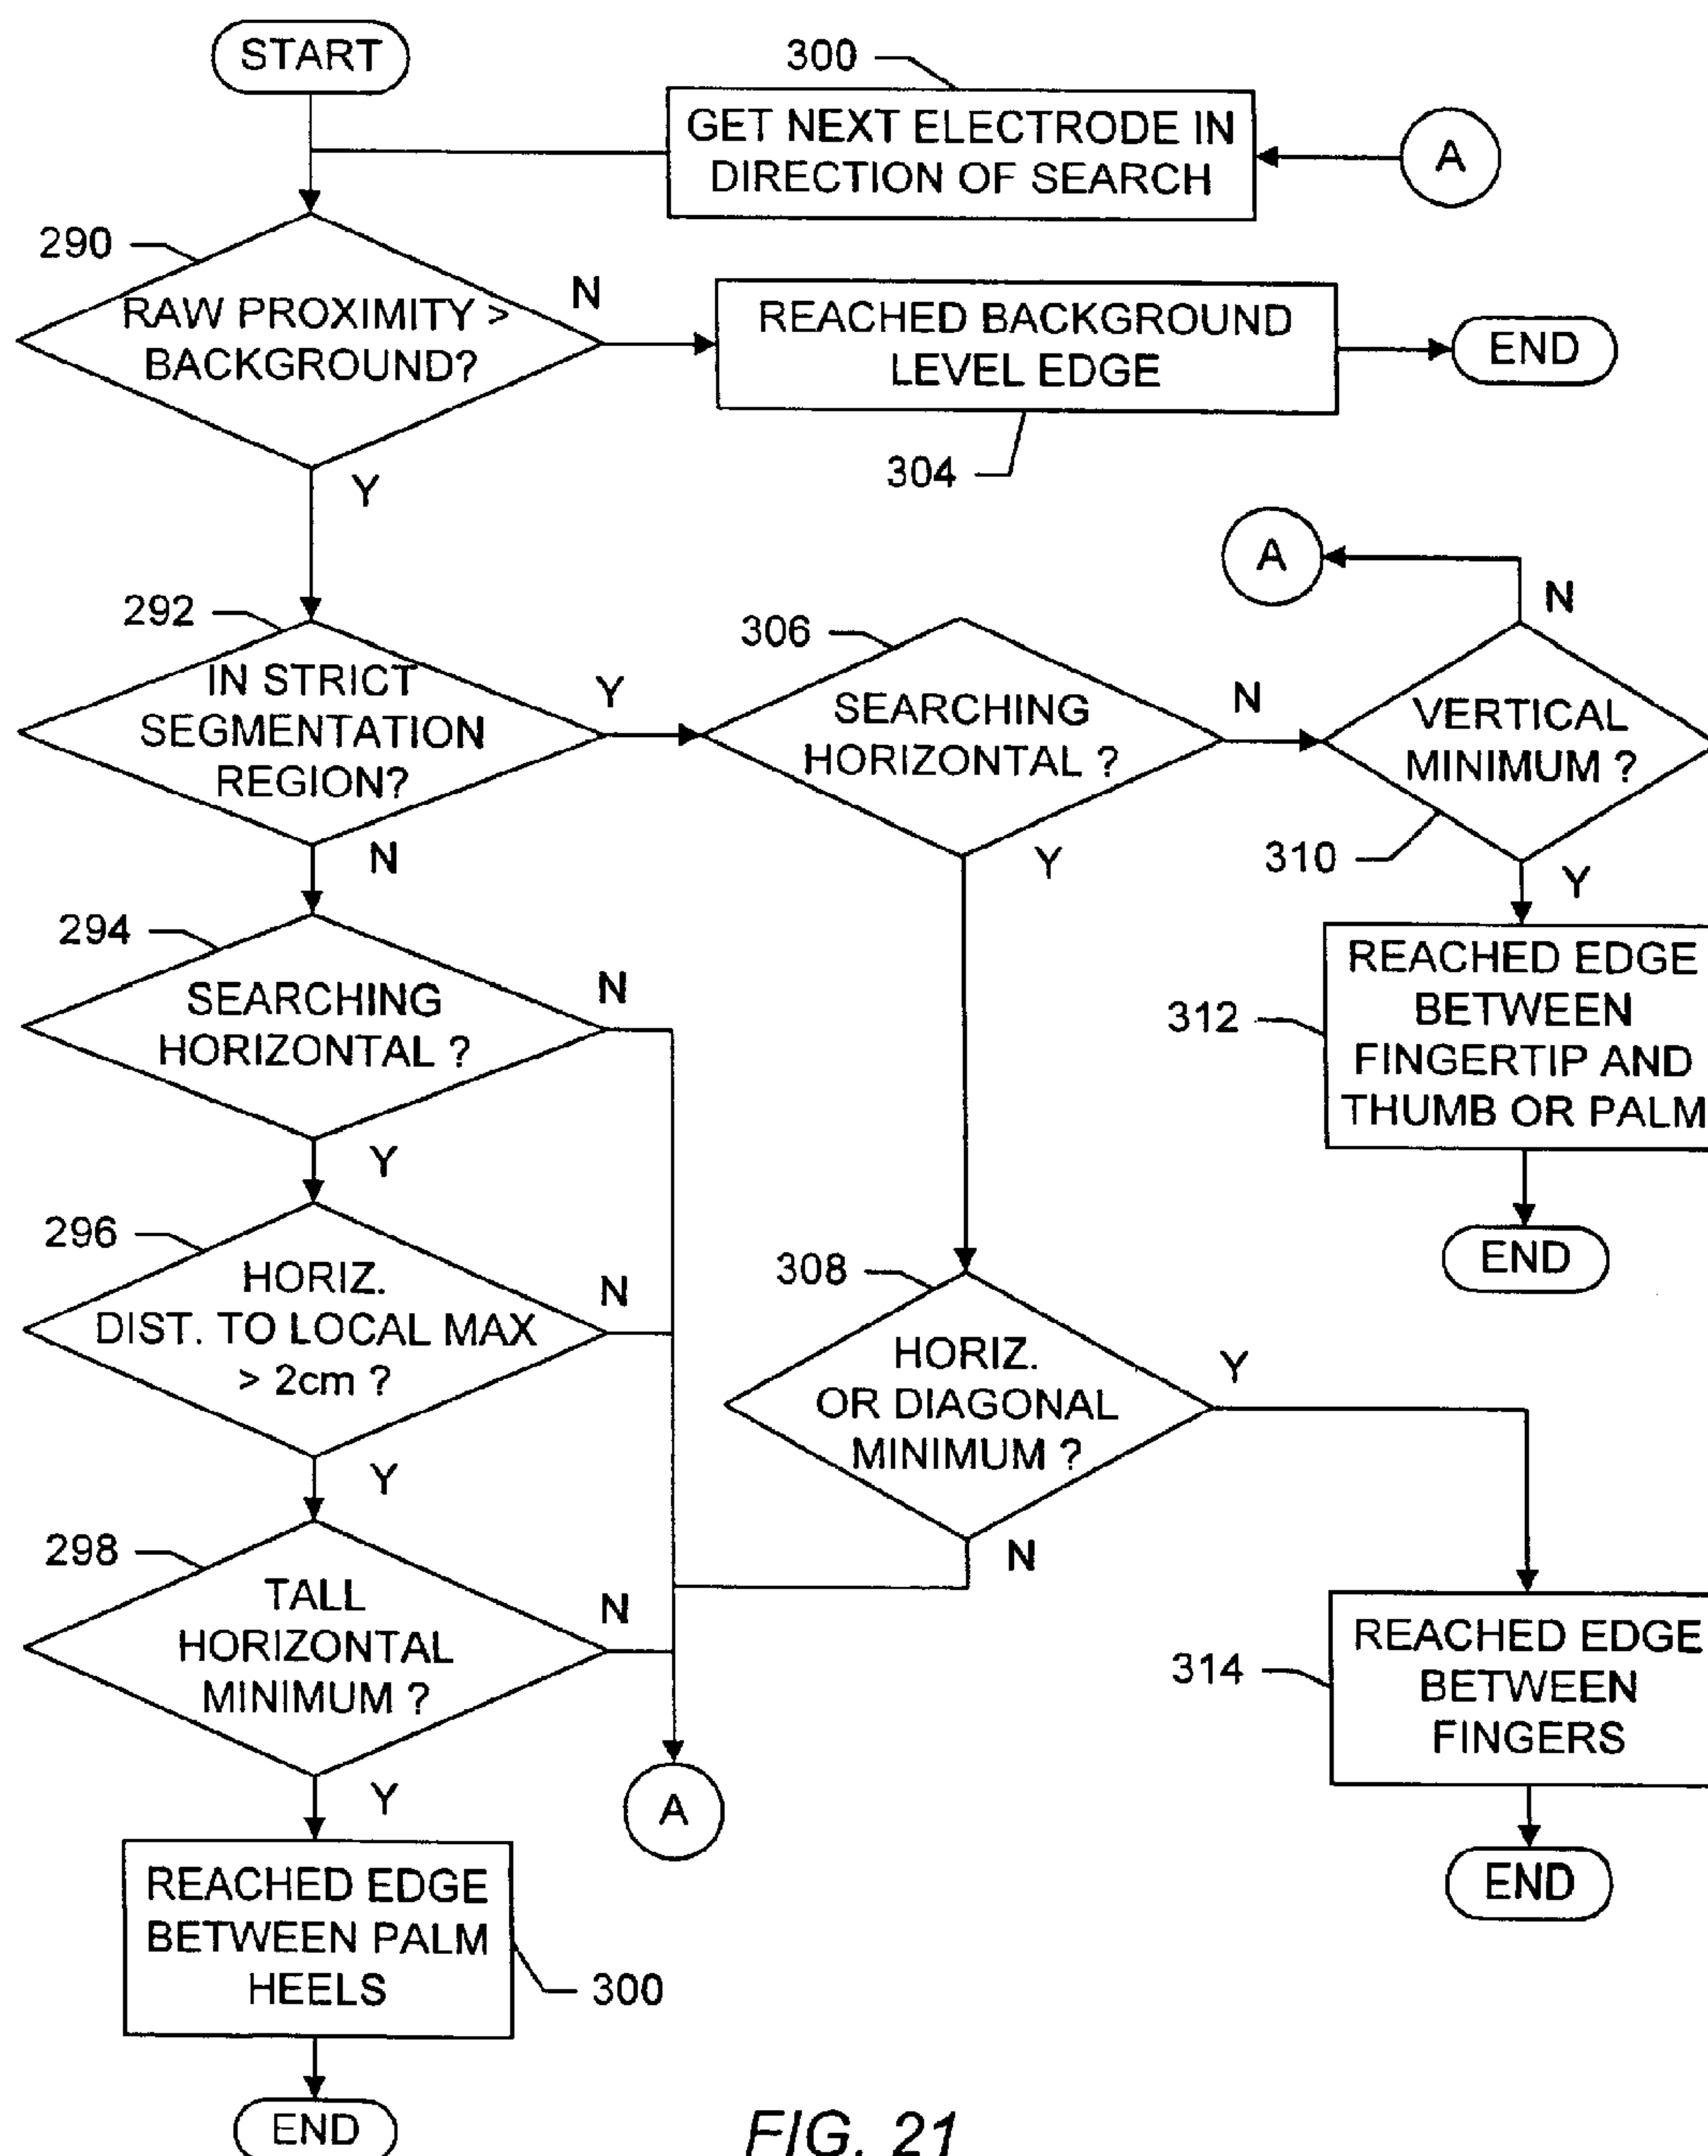 START
300
GET NEXT ELECTRODE IN
DIRECTION OF SEARCH
A
290
RAW PROXIMITY >
BACKGROUND?
N
Y
REACHED BACKGROUND
LEVEL EDGE
END
304
A
N
292
IN STRICT
SEGMENTATION
REGION?
Y
N
306
SEARCHING
HORIZONTAL ?
N
Y
VERTICAL
MINIMUM ?
310
Y
294
SEARCHING
HORIZONTAL ?
N
Y
312
REACHED EDGE
BETWEEN
FINGERTIP AND
THUMB OR PALM
END
296
HORIZ.
DIST. TO LOCAL MAX
> 2cm ?
N
Y
308
HORIZ.
OR DIAGONAL
MINIMUM ?
Y
N
298
TALL
HORIZONTAL
MINIMUM ?
N
Y
314
REACHED EDGE
BETWEEN
FINGERS
END
A
REACHED EDGE
BETWEEN PALM
HEELS
300
END
FIG. 21